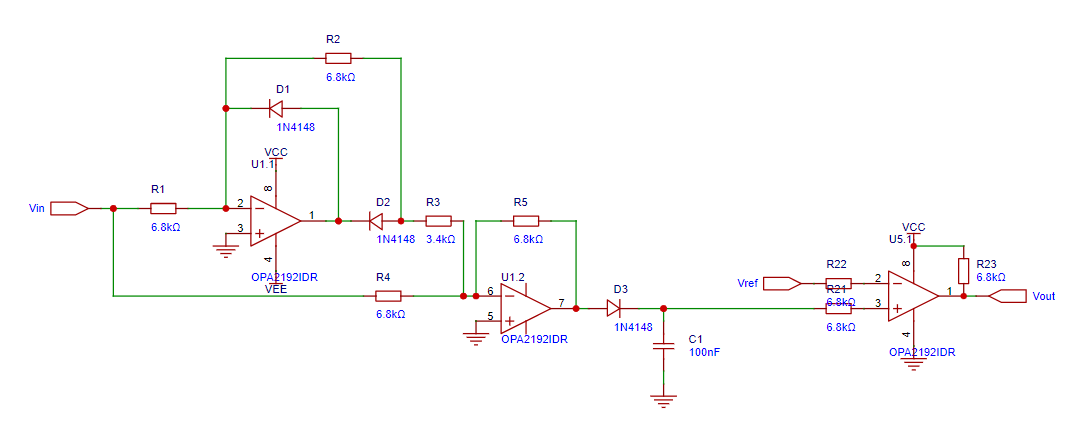 R2
6.8kΩ
D1
1N4148
VCC
U1.1
8
R1
Vin
6.8kΩ
2
3
1
4
OPA2192IDR
VEE
D2
1N4148
R3
3.4kΩ
R4
6.8kΩ
R5
6.8kΩ
U1.2
6
5
7
OPA2192IDR
D3
1N4148
C1
100nF
Vref
R22
6.8kΩ
R21
6.8kΩ
VCC
U5.1
8
2
3
1
4
OPA2192IDR
R23
6.8kΩ
Vout